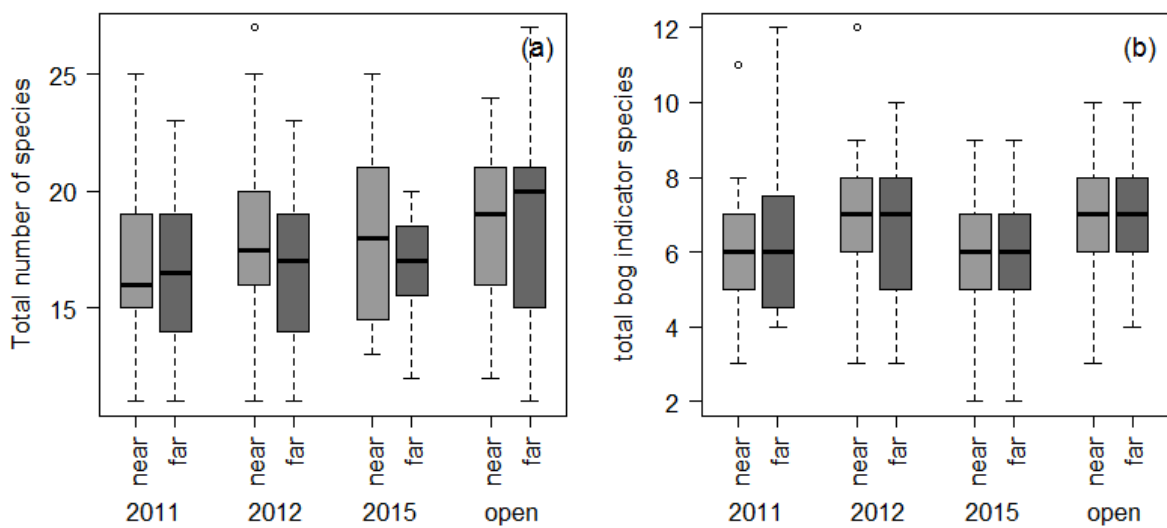 (a)
Total number of species
25
20
15
near far near far near far near far
2011 2012 2015 open
(b)
total bog indicator species
12
10
8
6
4
2
near far near far near far near far
2011 2012 2015 open